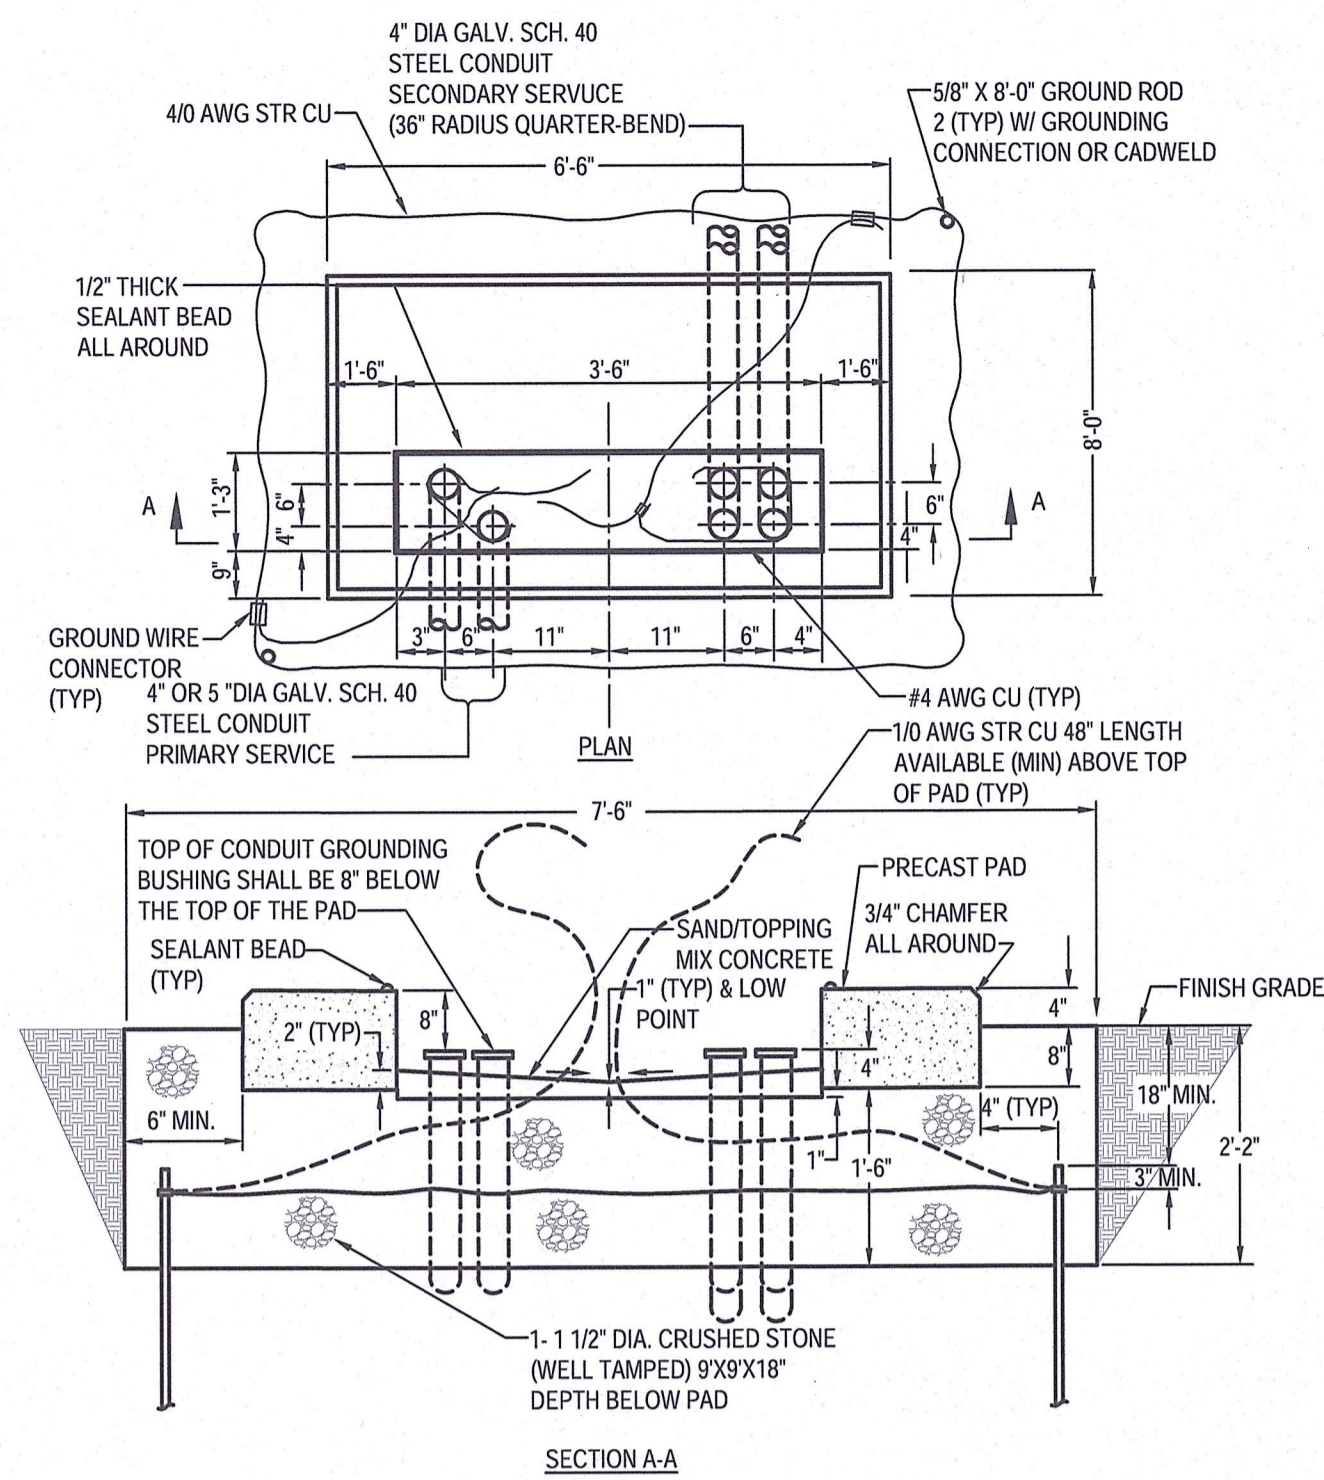 4" DIA GALV. SCH. 40
STEEL CONDUIT
SECONDARY SERVUCE
(36" RADIUS QUARTER-BEND)
4/0 AWG STR CU
5/8" X 8'-0" GROUND ROD
2 (TYP) W/ GROUNDING
CONNECTION OR CADWELD
6'-6"
1/2" THICK
SEALANT BEAD
ALL AROUND
1'-6"
3'-6"
1'-6"
8'-0"
A
1'-3"
6"
4"
9"
6"
4"
A
GROUND WIRE
CONNECTOR
(TYP)
3"
6"
11"
11"
6"
4"
4" OR 5 "DIA GALV. SCH. 40
STEEL CONDUIT
PRIMARY SERVICE
#4 AWG CU (TYP)
PLAN
1/0 AWG STR CU 48" LENGTH
AVAILABLE (MIN) ABOVE TOP
OF PAD (TYP)
7'-6"
TOP OF CONDUIT GROUNDING
BUSHING SHALL BE 8" BELOW
THE TOP OF THE PAD
PRECAST PAD
3/4" CHAMFER
ALL AROUND
SEALANT BEAD
(TYP)
SAND/TOPPING
MIX CONCRETE
1" (TYP) & LOW
POINT
FINISH GRADE
4"
8"
2" (TYP)
4"
8"
18" MIN.
6" MIN.
4" (TYP)
1"
1'-6"
2'-2"
3" MIN.
1- 1 1/2" DIA. CRUSHED STONE
(WELL TAMPED) 9'X9'X18"
DEPTH BELOW PAD
SECTION A-A